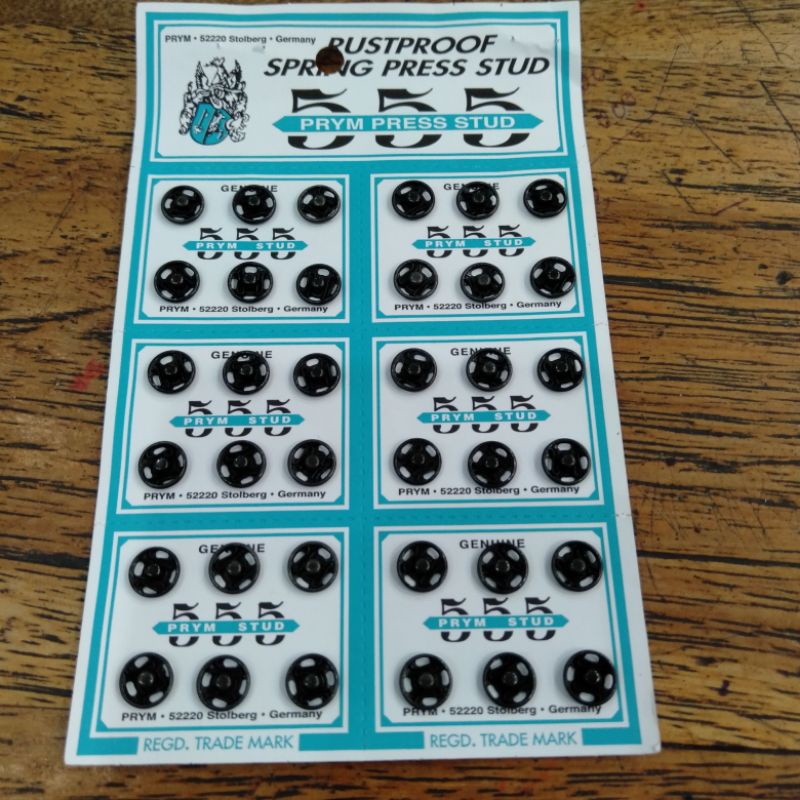 PRYM • 52220 Stolberg • Germany
RUSTPROOF
SPRING PRESS STUD
555
PRYM PRESS STUD
GENUINE
555
PRYM STUD
PRYM • 52220 Stolberg • Germany
GENUINE
555
PRYM STUD
PRYM • 52220 Stolberg • Germany
GENUINE
555
PRYM STUD
PRYM • 52220 Stolberg • Germany
GENUINE
555
PRYM STUD
PRYM • 52220 Stolberg • Germany
GENUINE
555
PRYM STUD
PRYM • 52220 Stolberg • Germany
GENUINE
555
PRYM STUD
PRYM • 52220 Stolberg • Germany
REGD. TRADE MARK
REGD. TRADE MARK